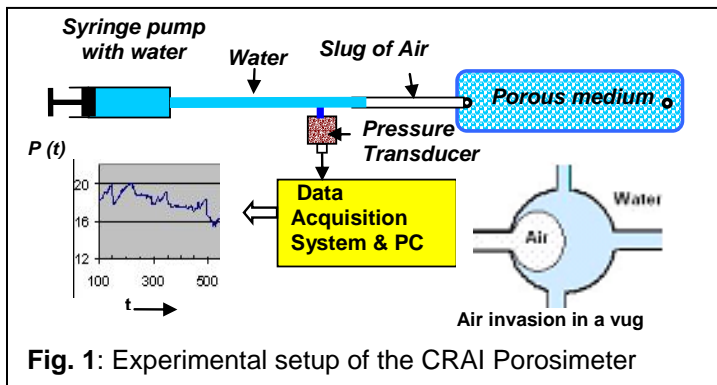 Syringe pump
with water
Water
Slug of Air
Porous medium
Pressure
Transducer
P (t)
20
16
12
100
300
500
t
Data
Acquisition
System & PC
Water
Air
Air invasion in a vug
Fig. 1: Experimental setup of the CRAI Porosimeter